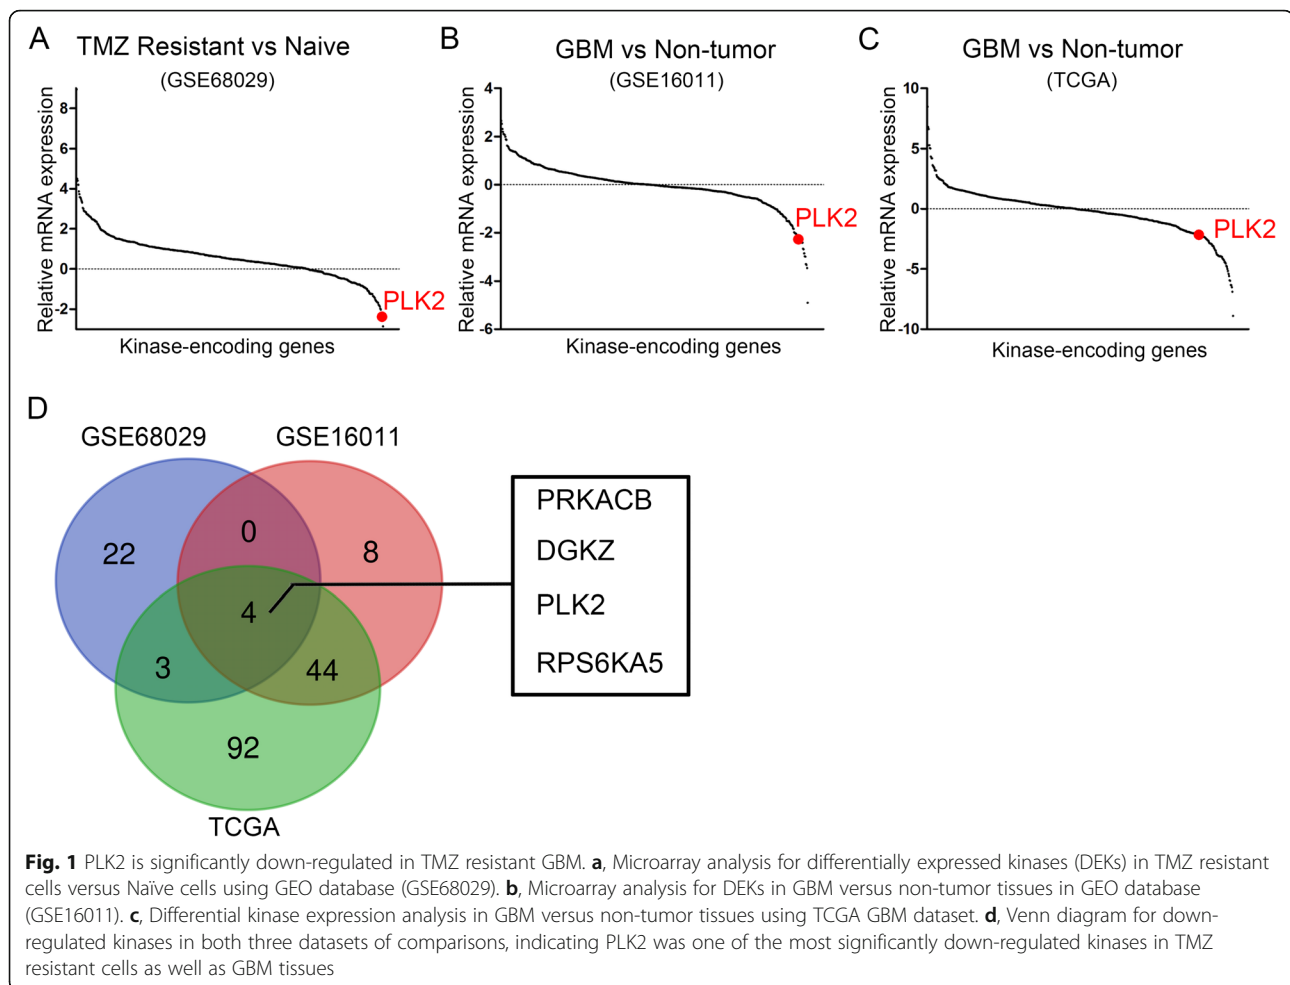 A
TMZ Resistant vs Naive
(GSE68029)
Relative mRNA expression
8
6
4
2
0
-2
PLK2
Kinase-encoding genes
B
GBM vs Non-tumor
(GSE16011)
Relative mRNA expression
4
2
0
-2
-4
-6
PLK2
Kinase-encoding genes
C
GBM vs Non-tumor
(TCGA)
Relative mRNA expression
10
5
0
-5
-10
PLK2
Kinase-encoding genes
D
GSE68029
GSE16011
22
0
8
4
3
44
92
TCGA
PRKACB
DGKZ
PLK2
RPS6KA5
Fig. 1 PLK2 is significantly down-regulated in TMZ resistant GBM. a, Microarray analysis for differentially expressed kinases (DEKs) in TMZ resistant
cells versus Naïve cells using GEO database (GSE68029). b, Microarray analysis for DEKs in GBM versus non-tumor tissues in GEO database
(GSE16011). c, Differential kinase expression analysis in GBM versus non-tumor tissues using TCGA GBM dataset. d, Venn diagram for down-
regulated kinases in both three datasets of comparisons, indicating PLK2 was one of the most significantly down-regulated kinases in TMZ
resistant cells as well as GBM tissues